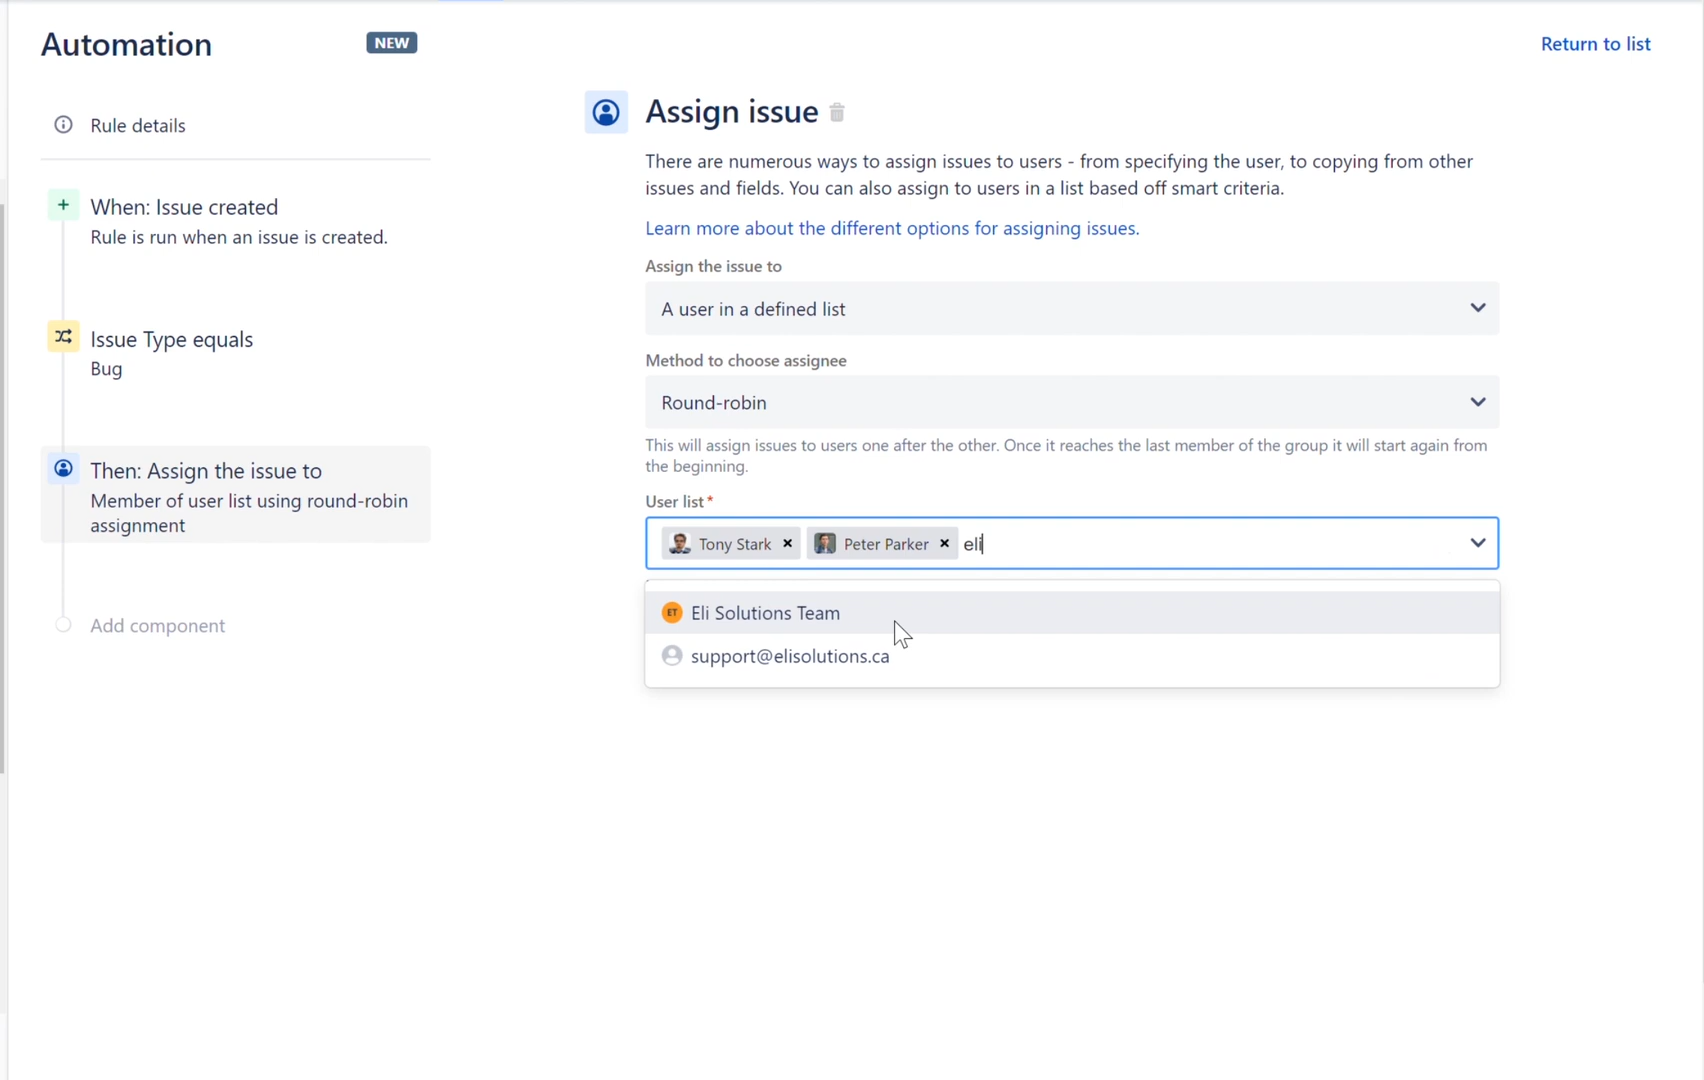 Automation
NEW
Return to list
Rule details
When: Issue created
Rule is run when an issue is created.
Issue Type equals
Bug
Then: Assign the issue to
Member of user list using round-robin
assignment
Add component
Assign issue
There are numerous ways to assign issues to users - from specifying the user, to copying from other
issues and fields. You can also assign to users in a list based off smart criteria.
Learn more about the different options for assigning issues.
Assign the issue to
A user in a defined list
Method to choose assignee
Round-robin
This will assign issues to users one after the other. Once it reaches the last member of the group it will start again from
the beginning.
User list*
Tony Stark × Peter Parker × eli
ET Eli Solutions Team
support@elisolutions.ca